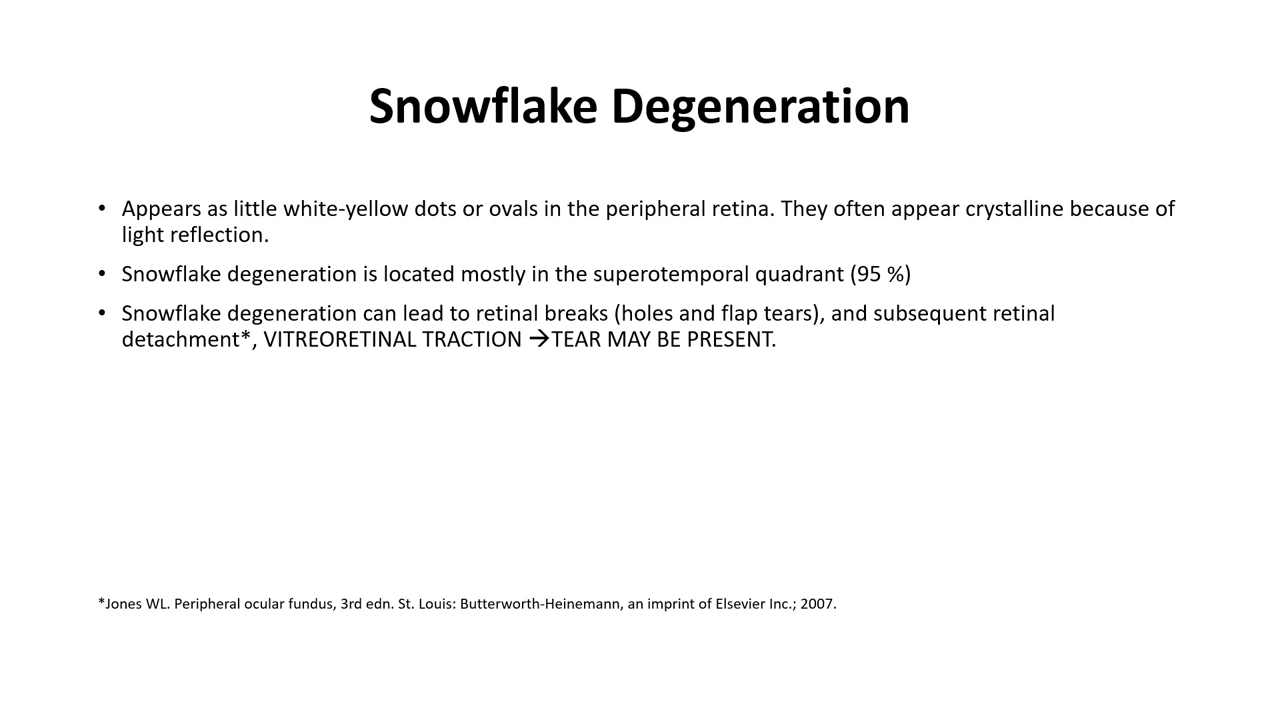 Snowflake Degeneration
• Appears as little white-yellow dots or ovals in the peripheral retina. They often appear crystalline because of
light reflection.
• Snowflake degeneration is located mostly in the superotemporal quadrant (95 %)
• Snowflake degeneration can lead to retinal breaks (holes and flap tears), and subsequent retinal
detachment*, VITREORETINAL TRACTION →TEAR MAY BE PRESENT.
*Jones WL. Peripheral ocular fundus, 3rd edn. St. Louis: Butterworth-Heinemann, an imprint of Elsevier Inc.; 2007.